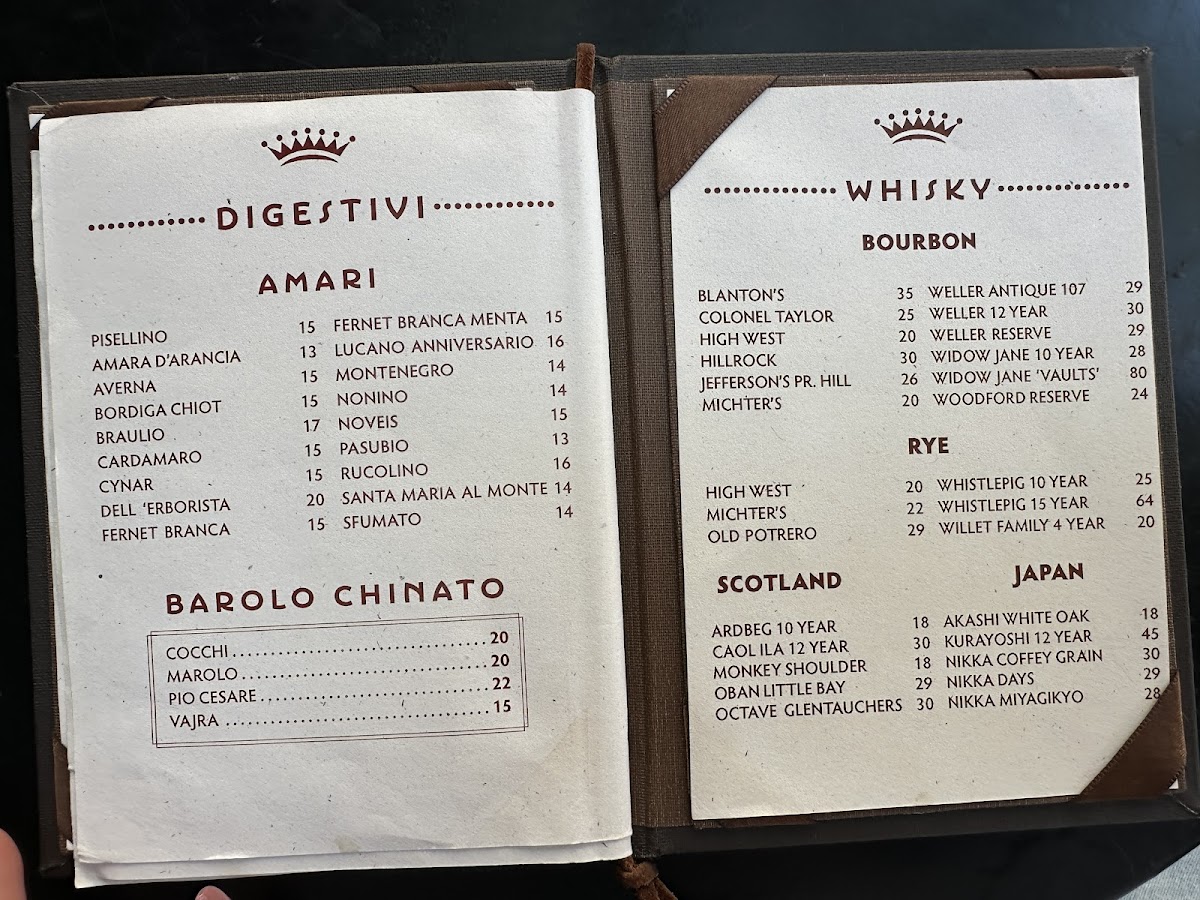 DIGESTIVI
AMARI
PISELLINO 15 FERNET BRANCA MENTA 15
AMARA D'ARANCIA 13 LUCANO ANNIVERSARIO 16
AVERNA 15 MONTENEGRO 14
BORDIGA CHIOT 15 NONINO 14
BRAULIO 17 NOVEIS 15
CARDAMARO 15 PASUBIO 13
CYNAR 15 RUCOLINO 16
DELL 'ERBORISTA 20 SANTA MARIA AL MONTE 14
FERNET BRANCA 15 SFUMATO 14
BAROLO CHINATO
COCCHI 20
MAROLO 20
PIO CESARE 22
VAJRA 15
WHISKY
BOURBON
BLANTON'S 35 WELLER ANTIQUE 107 29
COLONEL TAYLOR 25 WELLER 12 YEAR 30
HIGH WEST 20 WELLER RESERVE 29
HILLROCK 30 WIDOW JANE 10 YEAR 28
JEFFERSON'S PR. HILL 26 WIDOW JANE 'VAULTS' 80
MICHTER'S 20 WOODFORD RESERVE 24
RYE
HIGH WEST 20 WHISTLEPIG 10 YEAR 25
MICHTER'S 22 WHISTLEPIG 15 YEAR 64
OLD POTRERO 29 WILLET FAMILY 4 YEAR 20
SCOTLAND JAPAN
ARDBEG 10 YEAR 18 AKASHI WHITE OAK 18
CAOL ILA 12 YEAR 30 KURAYOSHI 12 YEAR 45
MONKEY SHOULDER 18 NIKKA COFFEY GRAIN 30
OBAN LITTLE BAY 29 NIKKA DAYS 29
OCTAVE GLENTAUCHERS 30 NIKKA MIYAGIKYO 28